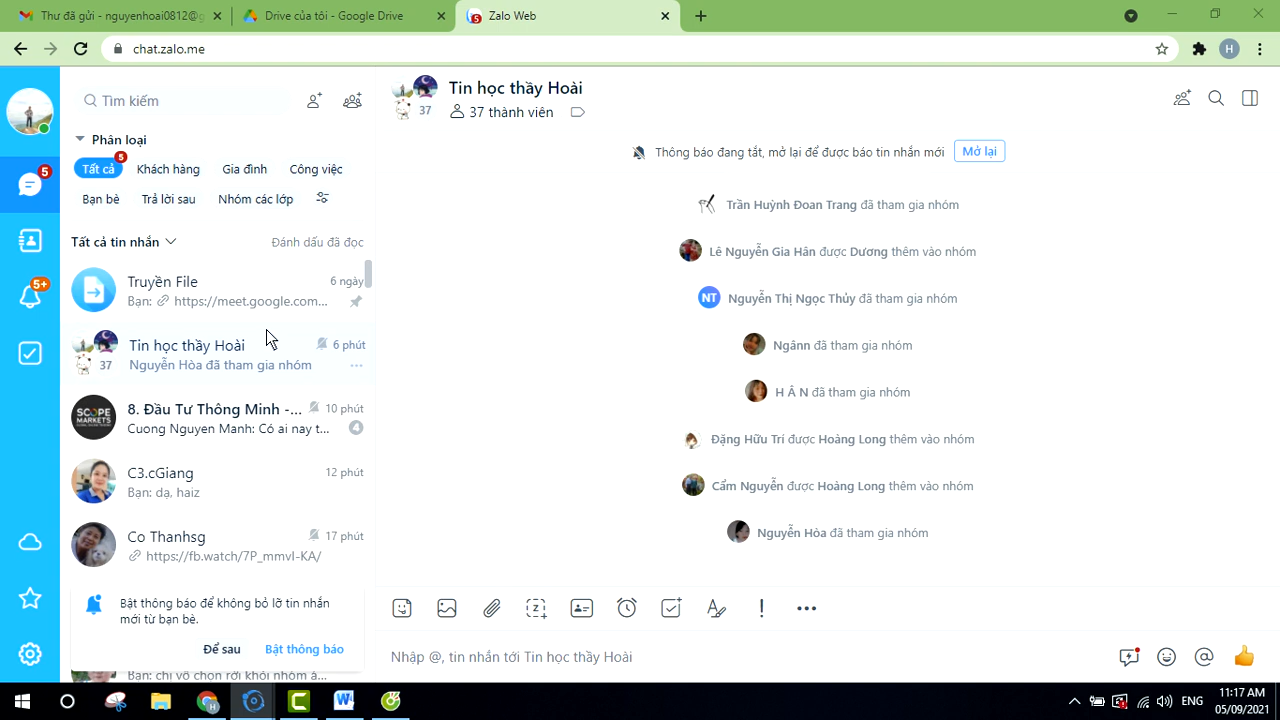 Thư đã gửi - nguyenhoai0812@g
Drive của tôi - Google Drive
5
Zalo Web
chat.zalo.me
H
Tìm kiếm
Tin học thầy Hoài
37
37 thành viên
Phân loại
Thông báo đang tắt, mở lại để được báo tin nhắn mới
Mở lại
Tất cả
5
Khách hàng
Gia đình
Công việc
5
Bạn bè
Trả lời sau
Nhóm các lớp
Trần Huỳnh Đoan Trang đã tham gia nhóm
Tất cả tin nhắn
Đánh dấu đã đọc
Lê Nguyễn Gia Hân được Dương thêm vào nhóm
Truyền File
6 ngày
Bạn: https://meet.google.com...
5+
NT
Nguyễn Thị Ngọc Thủy đã tham gia nhóm
Tin học thầy Hoài
6 phút
37
Nguyễn Hòa đã tham gia nhóm
Ngânn đã tham gia nhóm
H Â N đã tham gia nhóm
SCOPE
MARKETS
8. Đầu Tư Thông Minh -...
10 phút
Cuong Nguyen Manh: Có ai nay t...
4
Đặng Hữu Trí được Hoàng Long thêm vào nhóm
C3.cGiang
12 phút
Bạn: dạ, haiz
Cẩm Nguyễn được Hoàng Long thêm vào nhóm
Co Thanhsg
17 phút
https://fb.watch/7P_mmvI-KA/
Nguyễn Hòa đã tham gia nhóm
Bật thông báo để không bỏ lỡ tin nhắn
mới từ bạn bè.
Để sau
Bật thông báo
Nhập @, tin nhắn tới Tin học thầy Hoài
Bạn: chị vỡ chọn rời khỏi nhóm á...
ENG
11:17 AM
05/09/2021